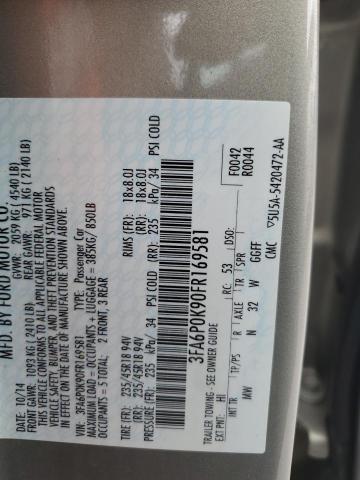 MFD. BY FORD MOTOR CO.
10/14 GVWR: 2059 KG ( 4540 LB)
FRONT GAWR: 1093 KG ( 2410 LB) REAR GAWR: 971 KG ( 2140 LB)
THIS VEHICLE CONFORMS TO ALL APPLICABLE FEDERAL MOTOR
VEHICLE SAFETY, BUMPER, AND THEFT PREVENTION STANDARDS
IN EFFECT ON THE DATE OF MANUFACTURE SHOWN ABOVE.
VIN: 3FA6P0K90FR169581 TYPE: Passenger Car
MAXIMUM LOAD = OCCUPANTS + LUGGAGE = 385KG/ 850LB
OCCUPANTS = 5 TOTAL: 2 FRONT, 3 REAR
TIRE (FR): 235/45R18 94V RIMS (FR): 18x8.0J
(RR): 235/45R18 94V (RR): 18x8.0J
PRESSURE (FR): 235 kPa/ 34 PSI COLD (RR): 235 kPa/ 34 PSI COLD
3FA6P0K90FR169581
F0042
R0044
TRAILER TOWING - SEE OWNER GUIDE
EXT PNT: HI RC: 53 DSO:
INT TR TP/PS R AXLE TR
MW N 32 W G6FF
CMC 5U5A-5420472-AA